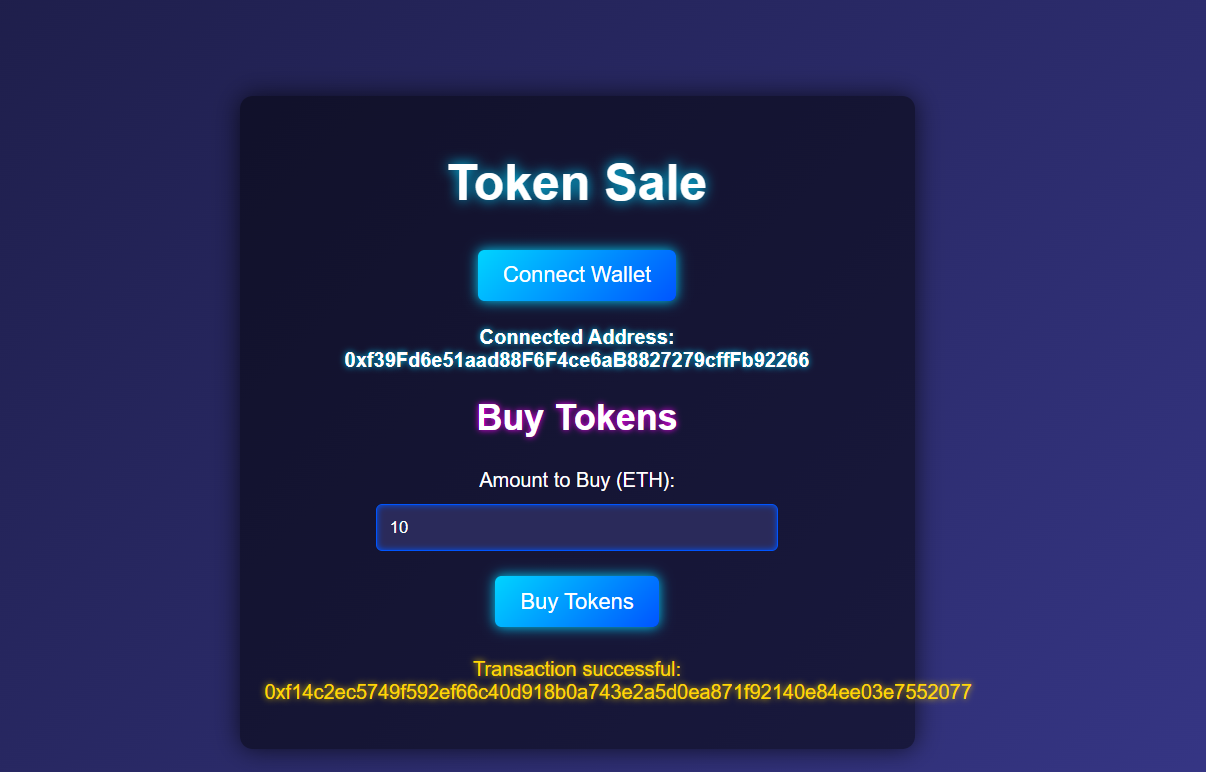 Token Sale
Connect Wallet
Connected Address:
0xf39Fd6e51aad88F6F4ce6aB8827279cffFb92266
Buy Tokens
Amount to Buy (ETH):
10
Buy Tokens
Transaction successful:
0xf14c2ec5749f592ef66c40d918b0a743e2a5d0ea871f92140e84ee03e7552077